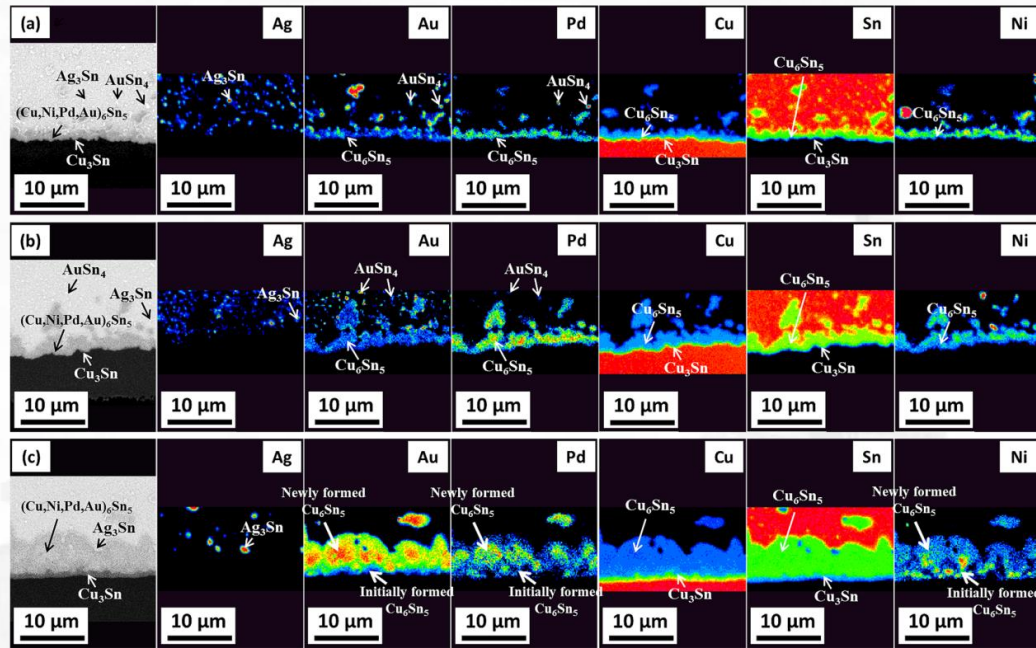 (a)
Ag
Au
Pd
Cu
Sn
Ni
Ag₃Sn AuSn₄
(Cu,Ni,Pd,Au)₆Sn₅
Cu₃Sn
Ag₃Sn
AuSn₄
Cu₆Sn₅
AuSn₄
Cu₆Sn₅
Cu₆Sn₅
Cu₃Sn
Cu₆Sn₅
Cu₃Sn
Cu₆Sn₅
10 μm
10 μm
10 μm
10 μm
10 μm
10 μm
10 μm
(b)
Ag
Au
Pd
Cu
Sn
Ni
AuSn₄
Ag₃Sn
(Cu,Ni,Pd,Au)₆Sn₅
Cu₃Sn
Ag₃Sn
AuSn₄
Cu₆Sn₅
AuSn₄
Cu₆Sn₅
Cu₆Sn₅
Cu₃Sn
Cu₆Sn₅
Cu₃Sn
Cu₆Sn₅
10 μm
10 μm
10 μm
10 μm
10 μm
10 μm
10 μm
(c)
Ag
Au
Pd
Cu
Sn
Ni
(Cu,Ni,Pd,Au)₆Sn₅
Ag₃Sn
Cu₃Sn
Ag₃Sn
Newly formed
Cu₆Sn₅
Initially formed
Cu₆Sn₅
Newly formed
Cu₆Sn₅
Initially formed
Cu₆Sn₅
Cu₆Sn₅
Cu₃Sn
Cu₆Sn₅
Cu₃Sn
Newly formed
Cu₆Sn₅
Initially formed
Cu₆Sn₅
10 μm
10 μm
10 μm
10 μm
10 μm
10 μm
10 μm